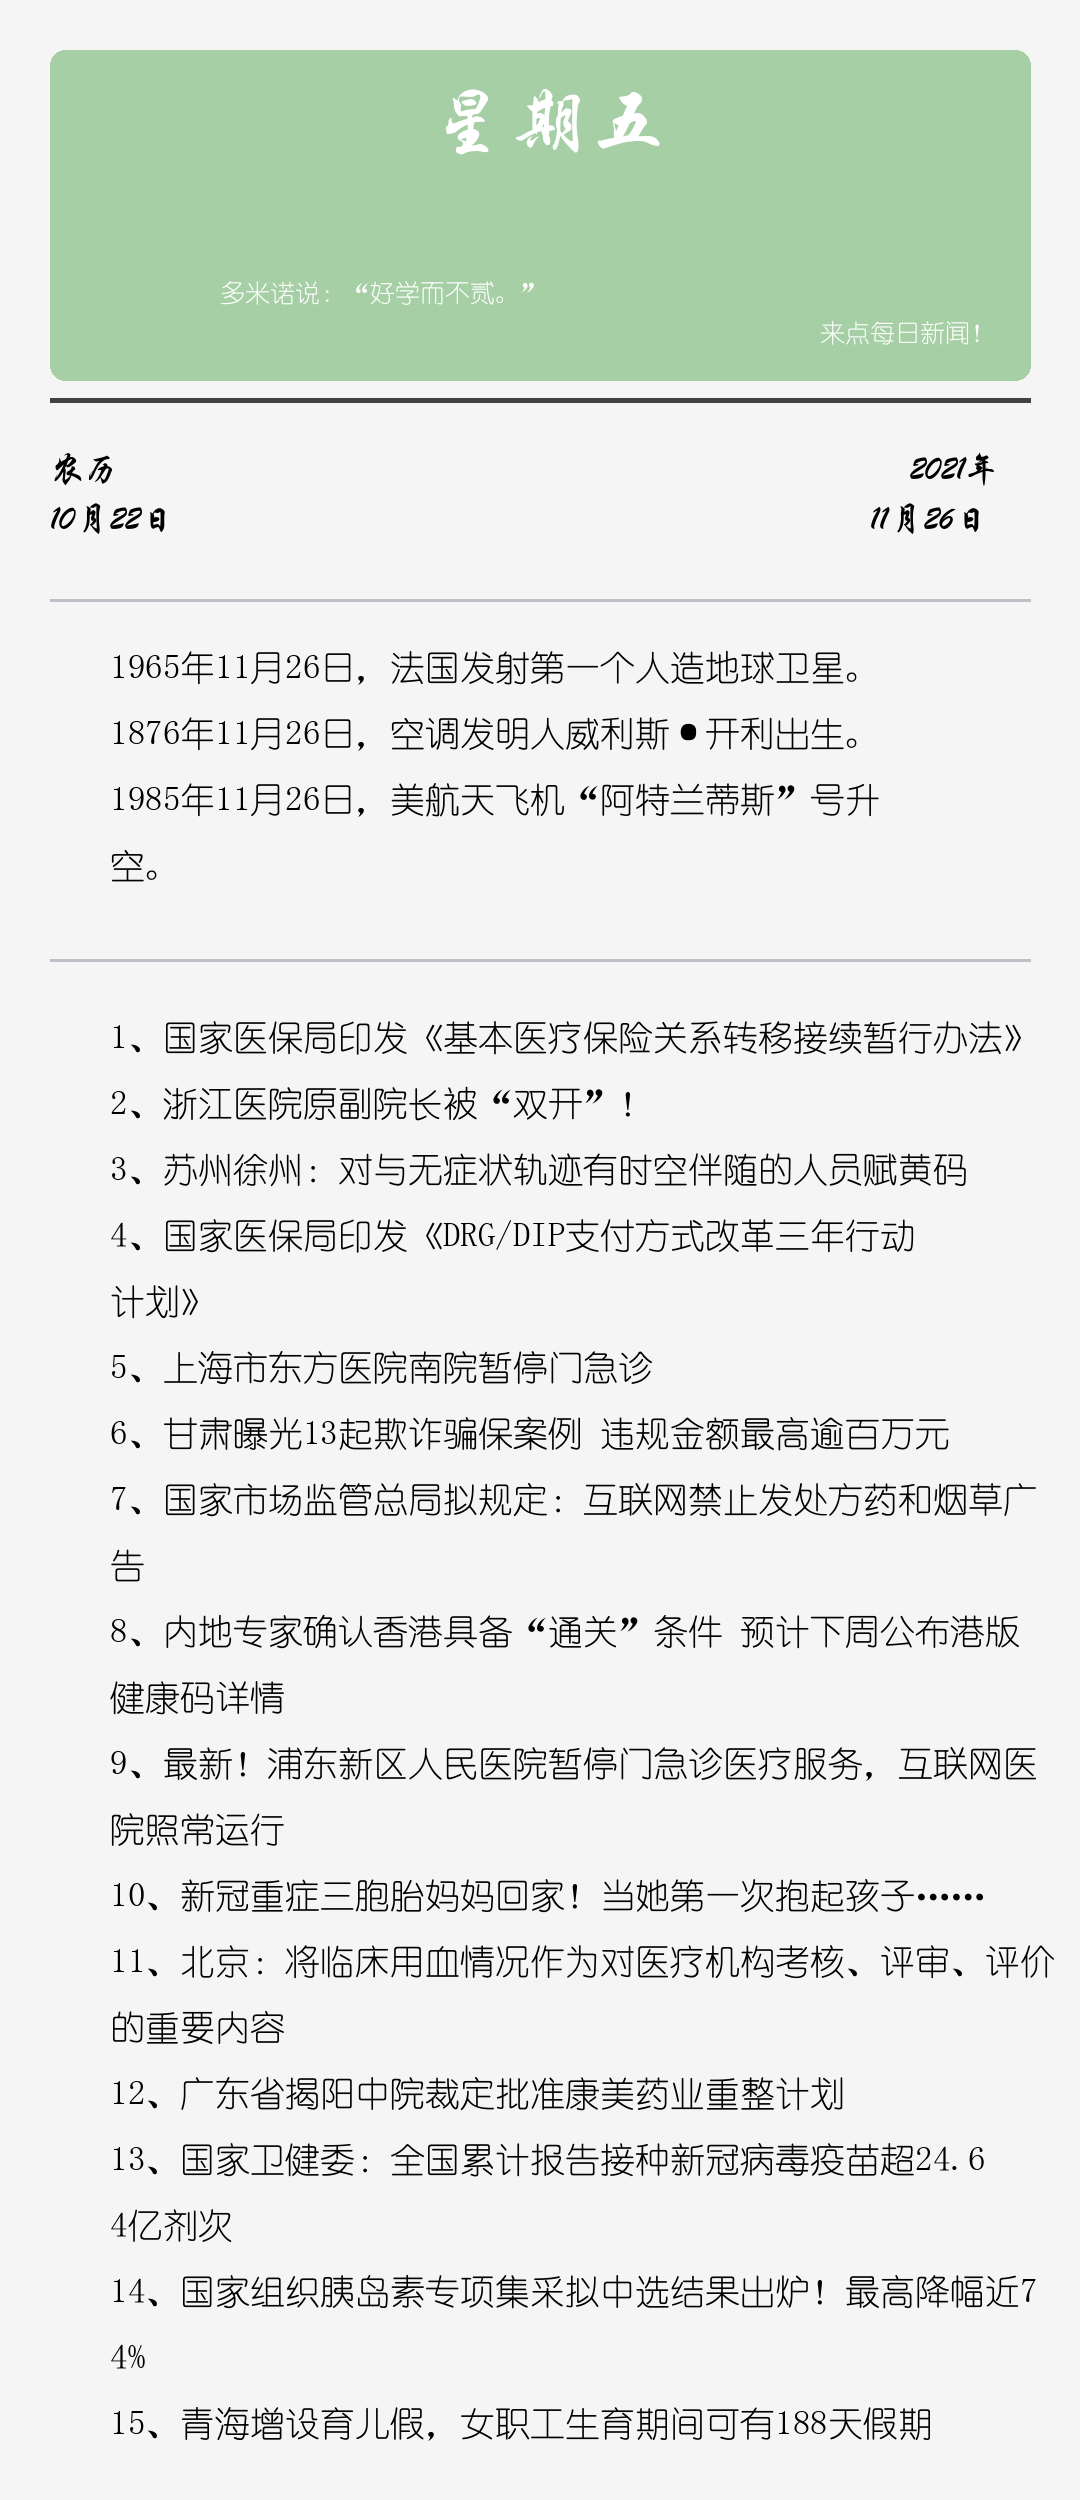 星期五
多米诺说：“好学而不贰。”
来点每日新闻！
农历
2021年
10月22日
11月26日
1965年11月26日，法国发射第一个人造地球卫星。
1876年11月26日，空调发明人威利斯•开利出生。
1985年11月26日，美航天飞机“阿特兰蒂斯”号升
空。
1、国家医保局印发《基本医疗保险关系转移接续暂行办法》
2、浙江医院原副院长被“双开”！
3、苏州徐州：对与无症状轨迹有时空伴随的人员赋黄码
4、国家医保局印发《DRG/DIP支付方式改革三年行动
计划》
5、上海市东方医院南院暂停门急诊
6、甘肃曝光13起欺诈骗保案例 违规金额最高逾百万元
7、国家市场监管总局拟规定：互联网禁止发处方药和烟草广
告
8、内地专家确认香港具备“通关”条件 预计下周公布港版
健康码详情
9、最新！浦东新区人民医院暂停门急诊医疗服务，互联网医
院照常运行
10、新冠重症三胞胎妈妈回家！当她第一次抱起孩子……
11、北京：将临床用血情况作为对医疗机构考核、评审、评价
的重要内容
12、广东省揭阳中院裁定批准康美药业重整计划
13、国家卫健委：全国累计报告接种新冠病毒疫苗超24.6
4亿剂次
14、国家组织胰岛素专项集采拟中选结果出炉！最高降幅近7
4%
15、青海增设育儿假，女职工生育期间可有188天假期